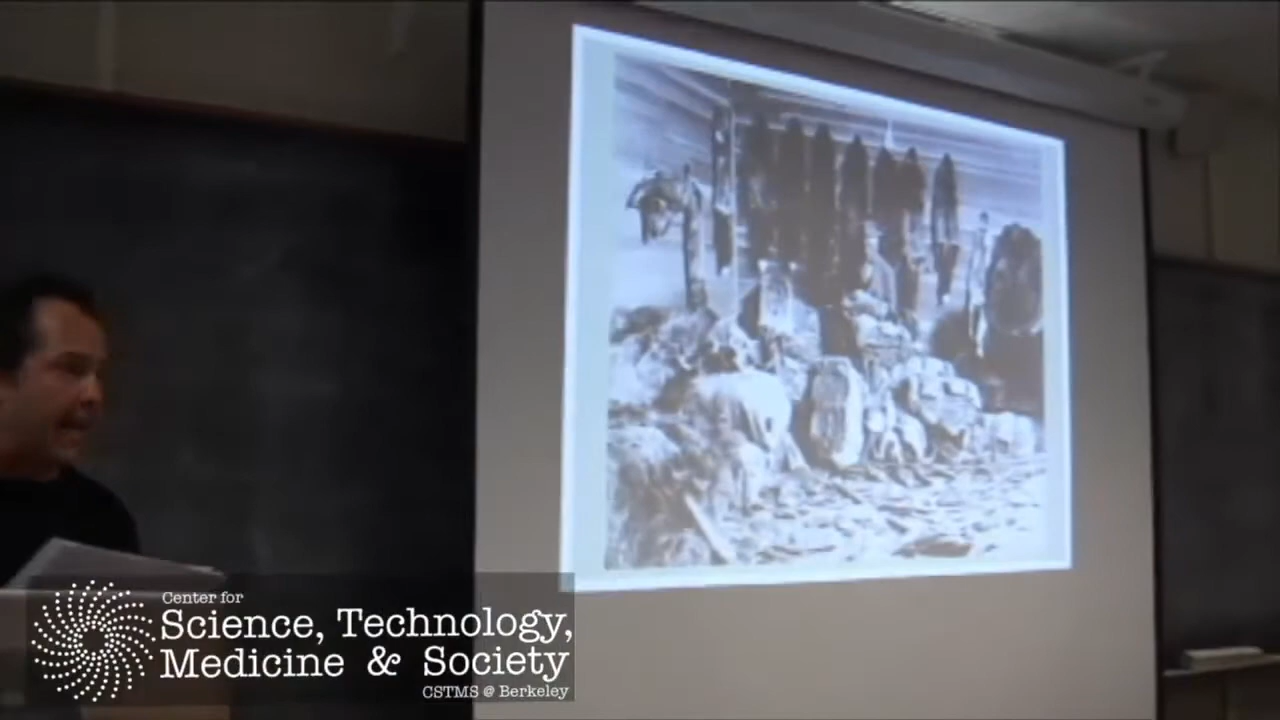 Center for
Science, Technology,
Medicine & Society
CSTMS @ Berkeley